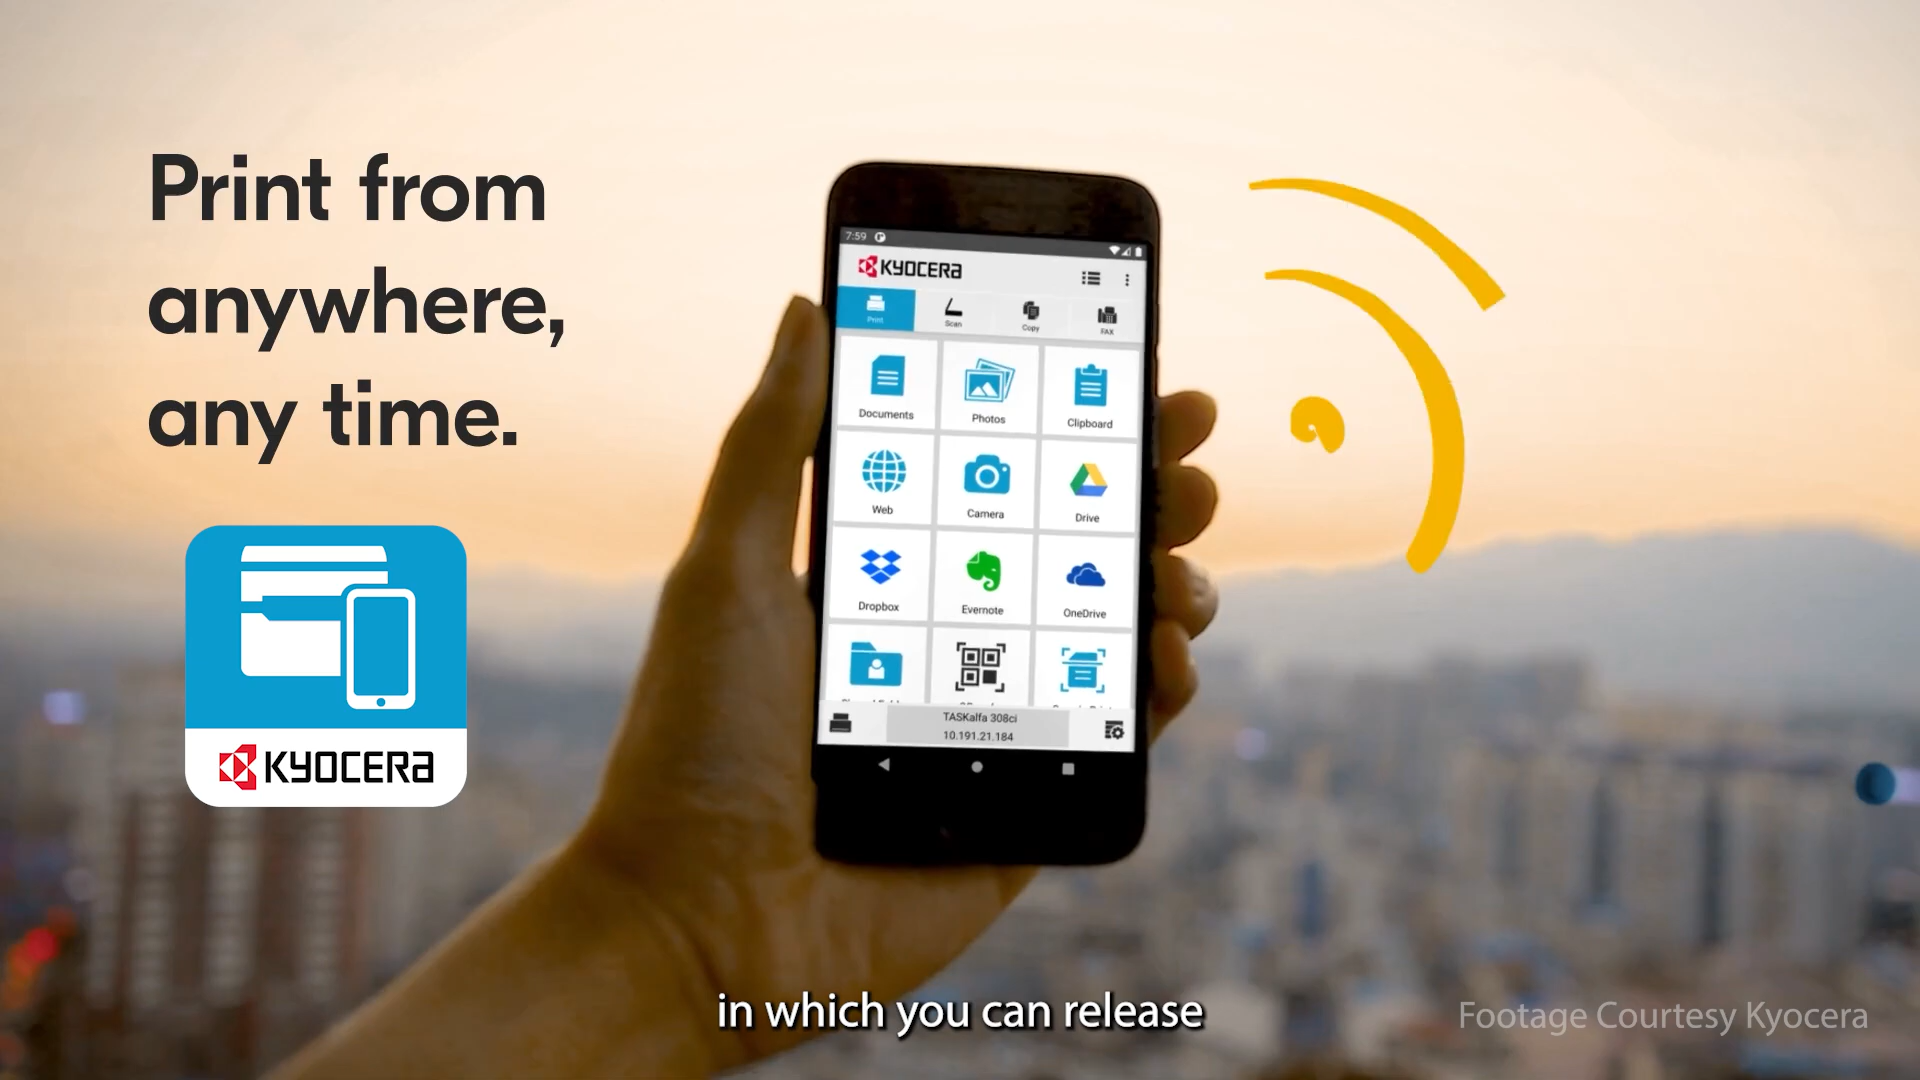 Print from
anywhere,
any time.
KYOCERA
7:59
KYOCERA
Print
Scan
Copy
FAX
Documents
Photos
Clipboard
Web
Camera
Drive
Dropbox
Evernote
OneDrive
TASKalfa 308ci
10.191.21.184
in which you can release
Footage Courtesy Kyocera